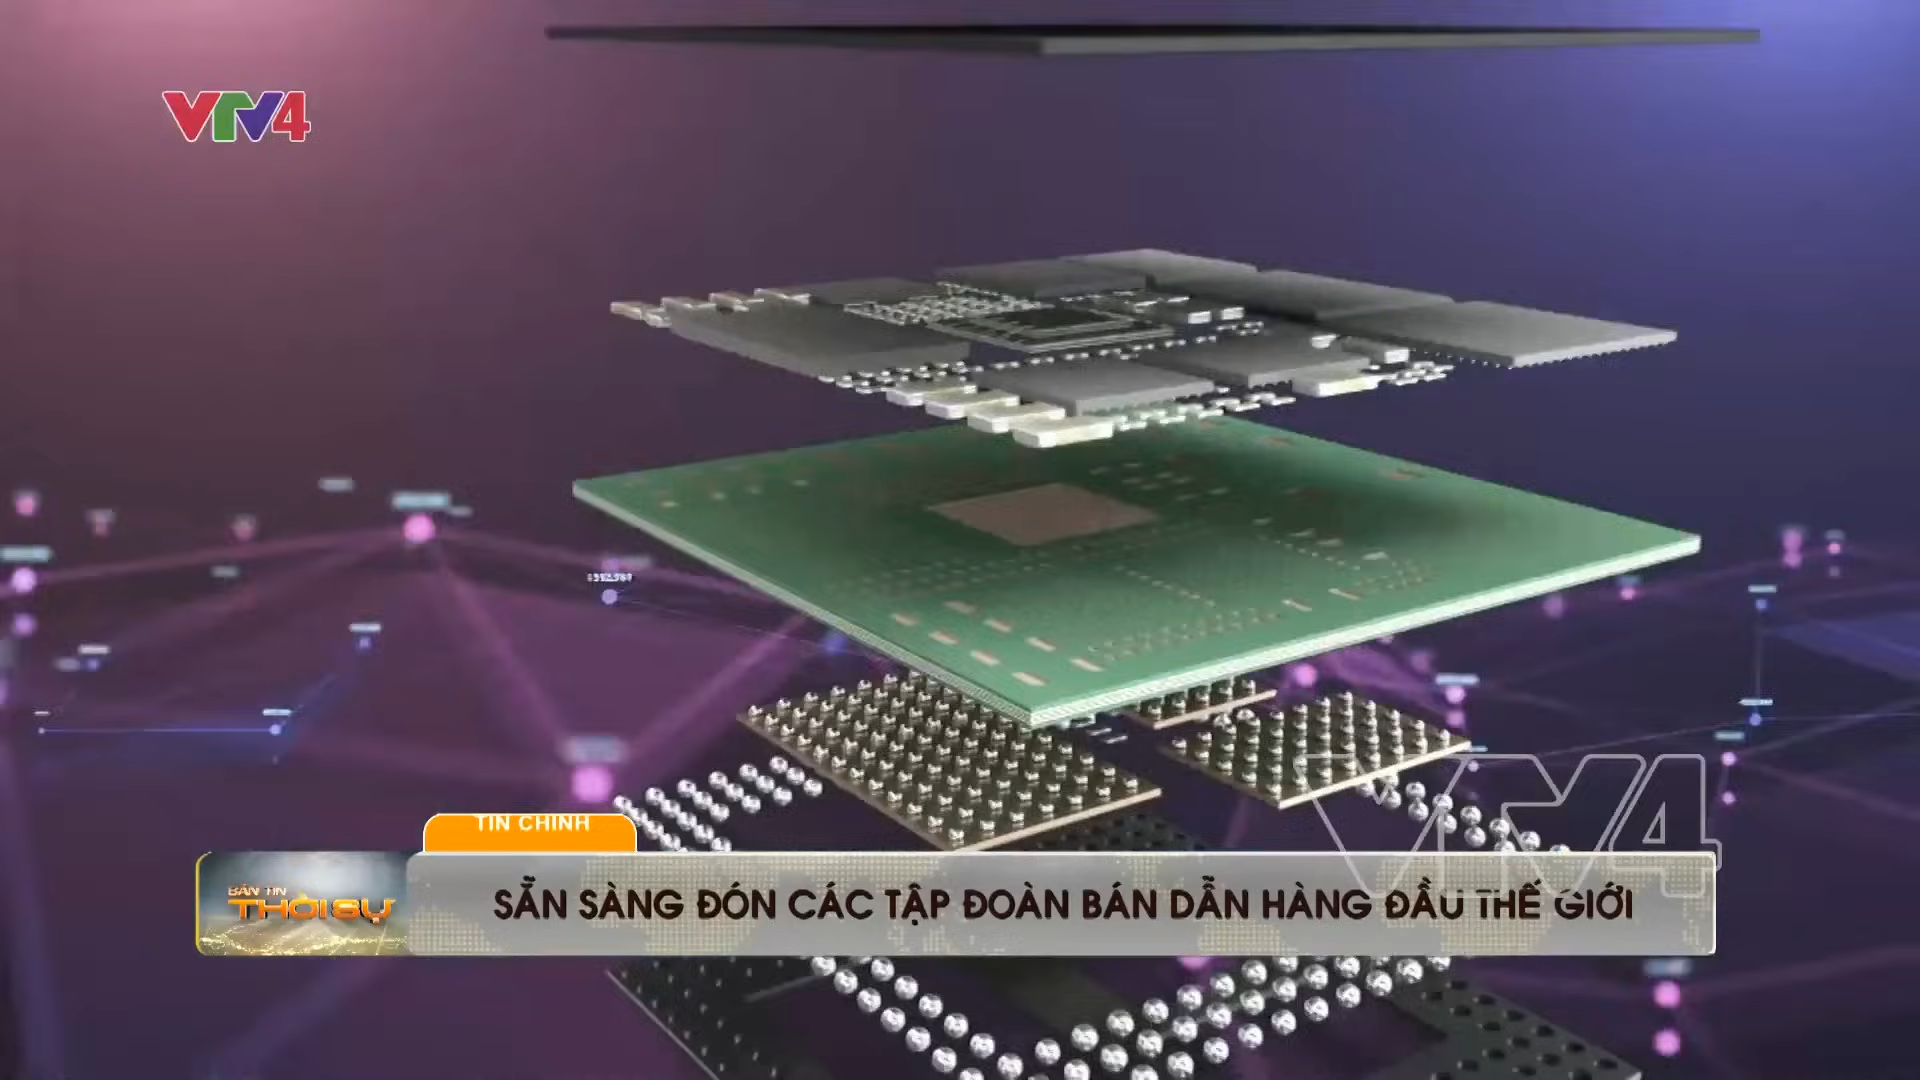 VTV4
TIN CHÍNH
BẢN TIN
THỜI SỰ
SẴN SÀNG ĐÓN CÁC TẬP ĐOÀN BÁN DẪN HÀNG ĐẦU THẾ GIỚI
VTV4